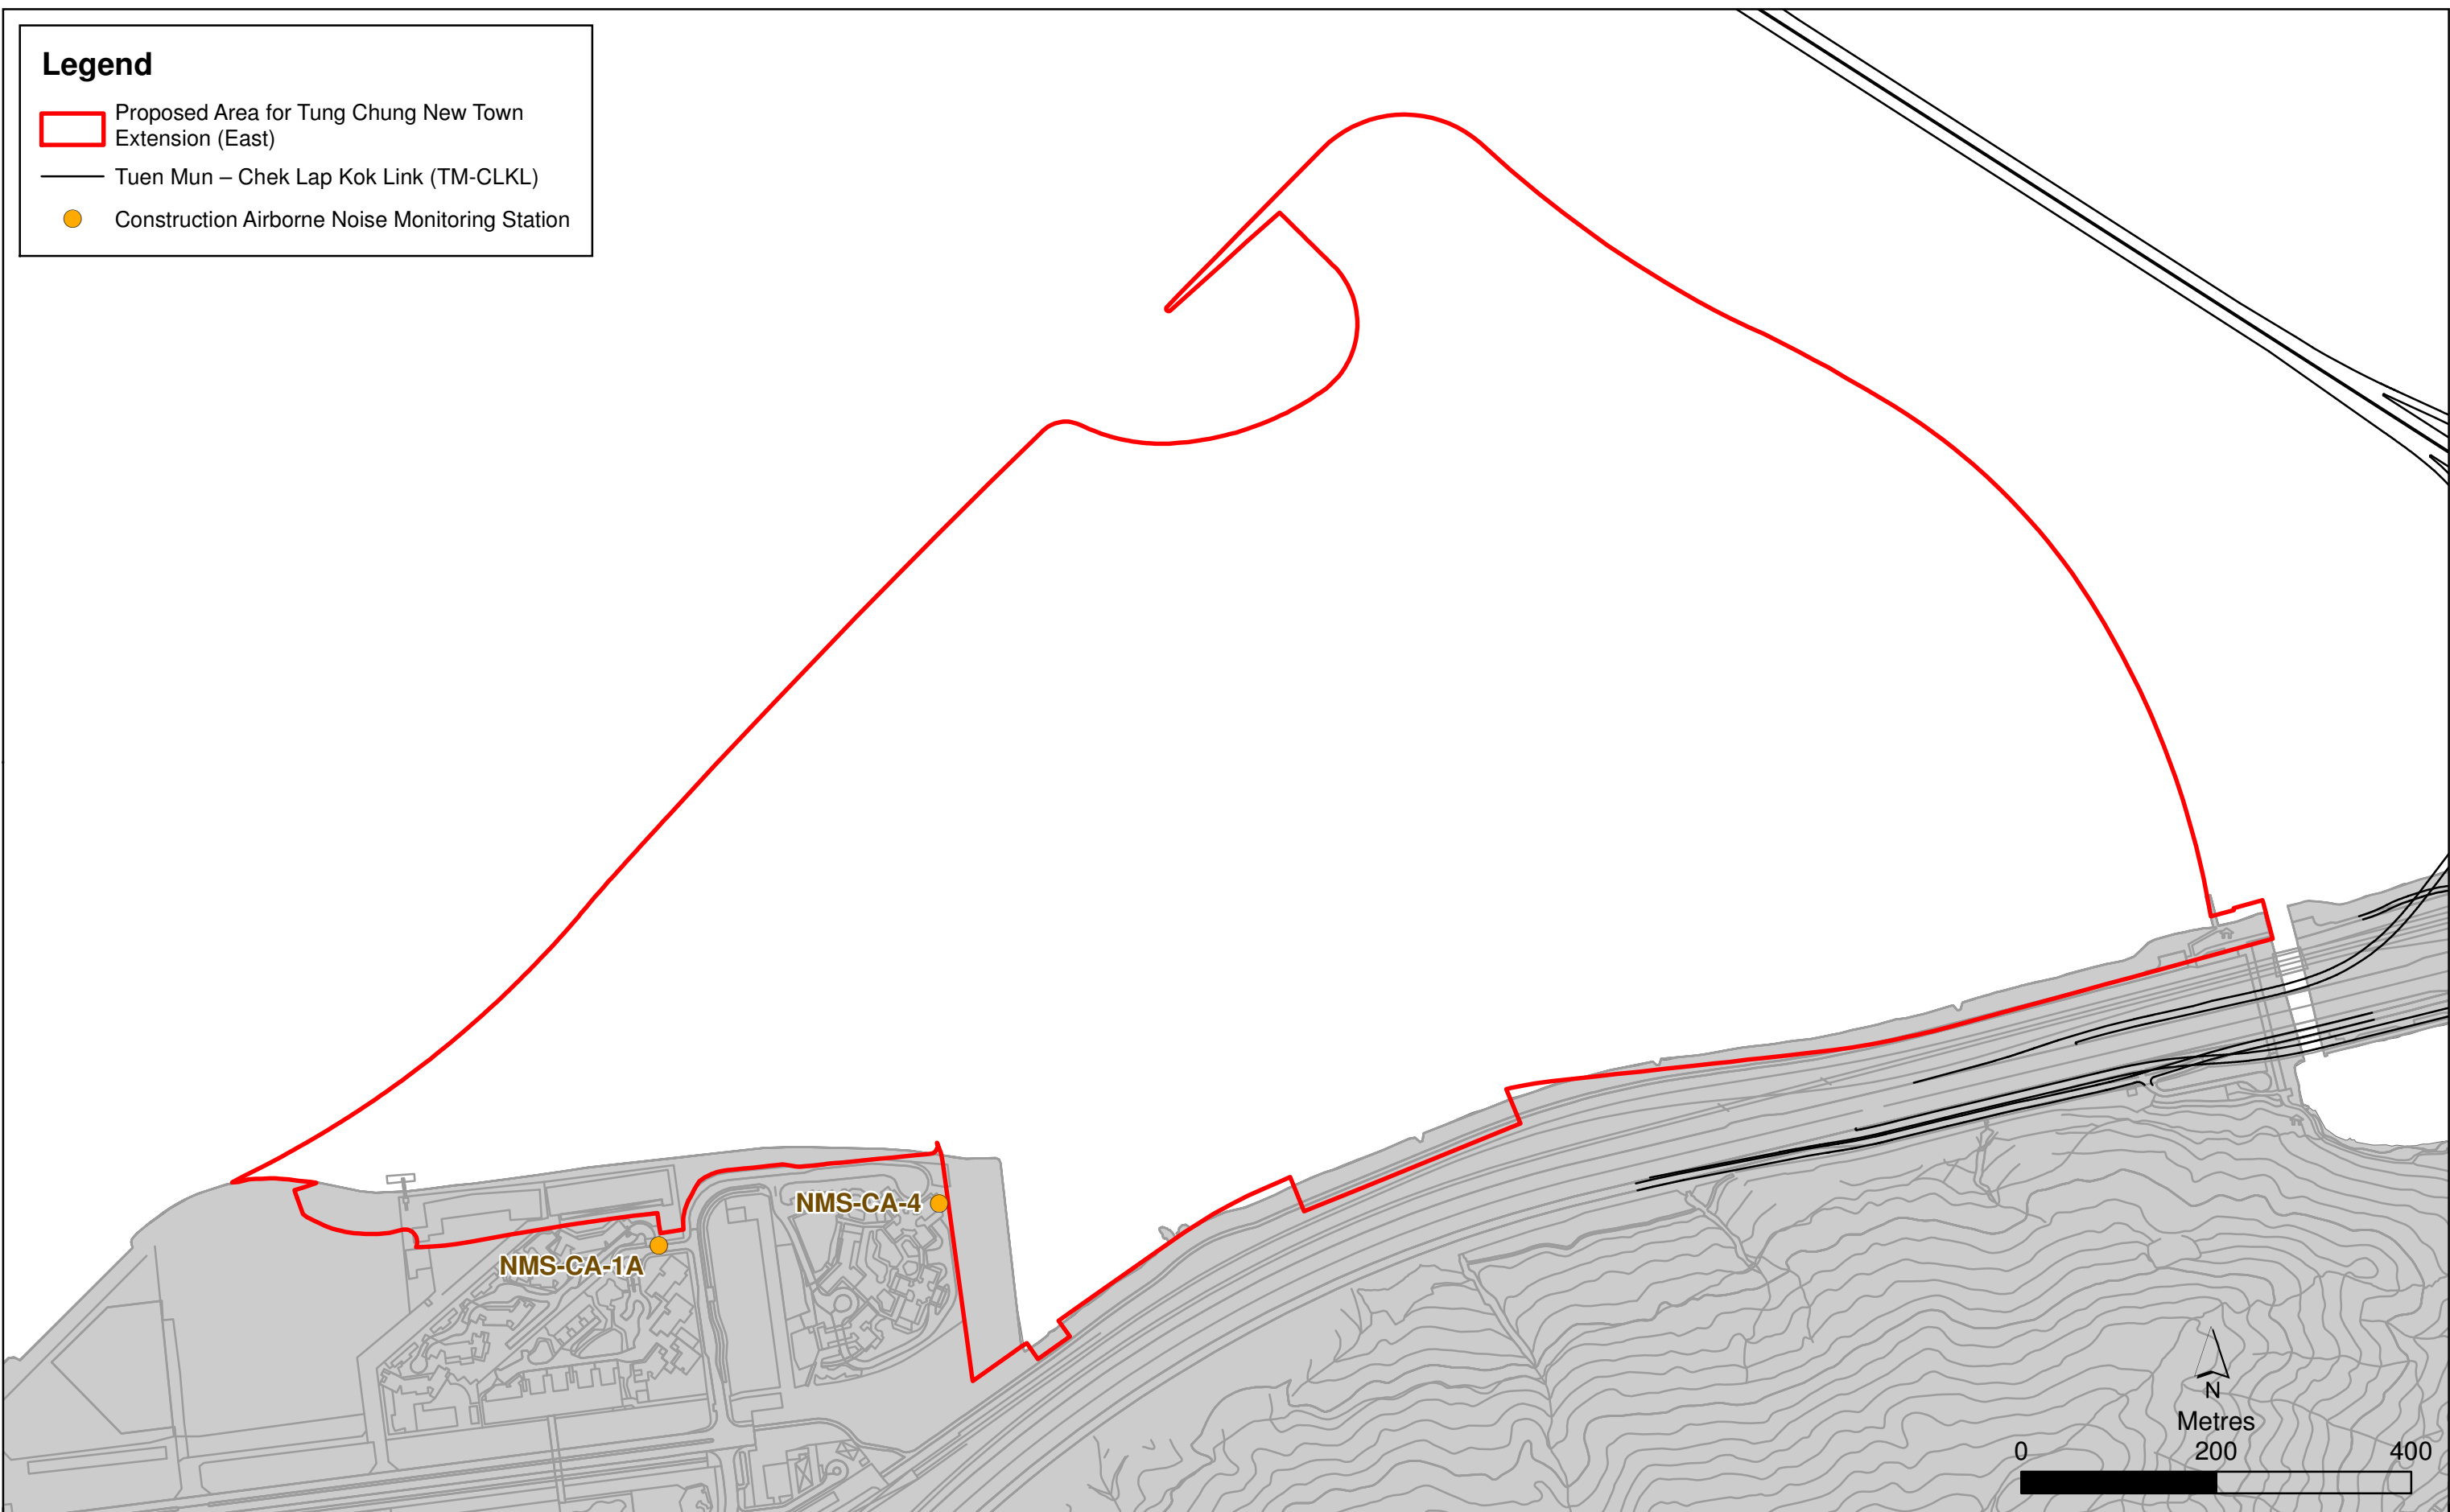 Legend
Proposed Area for Tung Chung New Town
Extension (East)
Tuen Mun – Chek Lap Kok Link (TM-CLKL)
Construction Airborne Noise Monitoring Station
NMS-CA-4
NMS-CA-1A
N
Metres
0 200 400